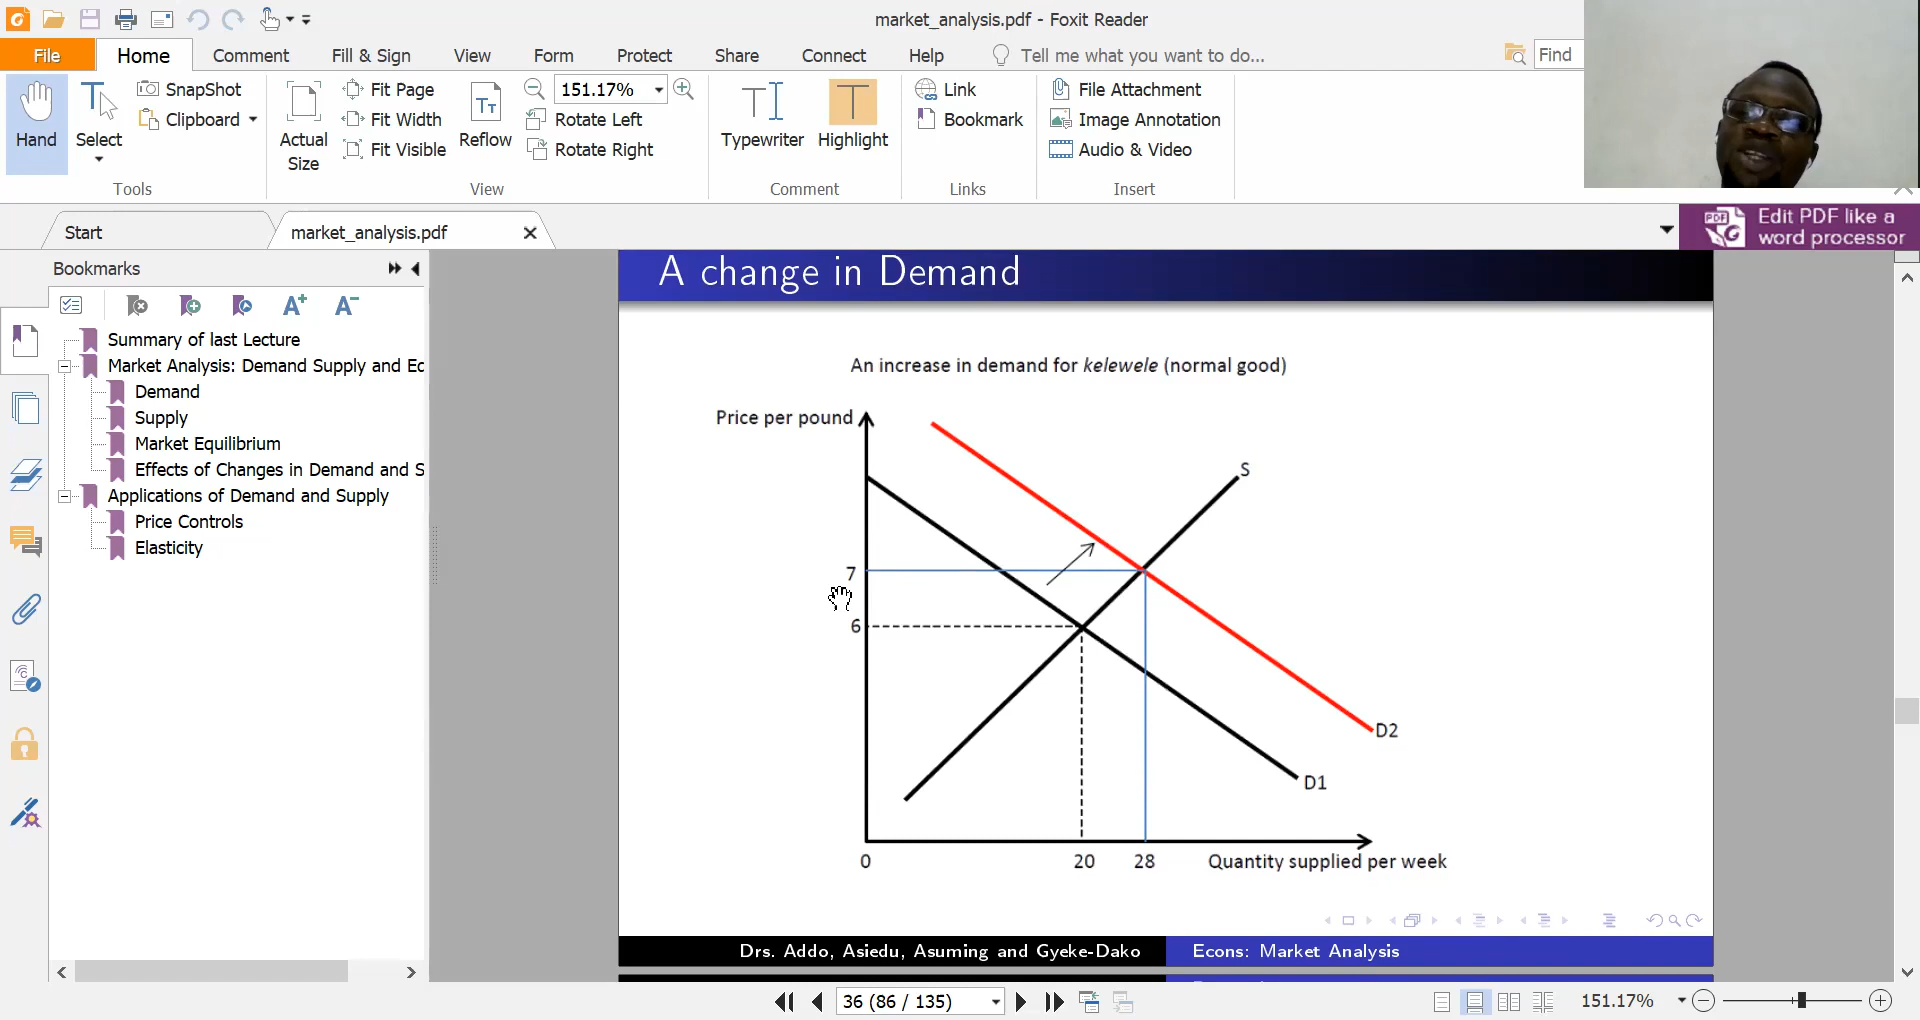 market_analysis.pdf - Foxit Reader
File Home Comment Fill & Sign View Form Protect Share Connect Help Tell me what you want to do... Find
Hand
Select
SnapShot
Clipboard
Tools
Actual
Size
Fit Page
Fit Width
Fit Visible
Reflow
151.17%
Rotate Left
Rotate Right
View
Typewriter
Highlight
Comment
Link
Bookmark
Links
File Attachment
Image Annotation
Audio & Video
Insert
Start
market_analysis.pdf
Edit PDF like a
word processor
Bookmarks
Summary of last Lecture
Market Analysis: Demand Supply and Ec
Demand
Supply
Market Equilibrium
Effects of Changes in Demand and S
Applications of Demand and Supply
Price Controls
Elasticity
A change in Demand
An increase in demand for kelewele (normal good)
Price per pound
S
7
6
D2
D1
0 20 28 Quantity supplied per week
Drs. Addo, Asiedu, Asuming and Gyeke-Dako Econs: Market Analysis
36 (86 / 135)
151.17%